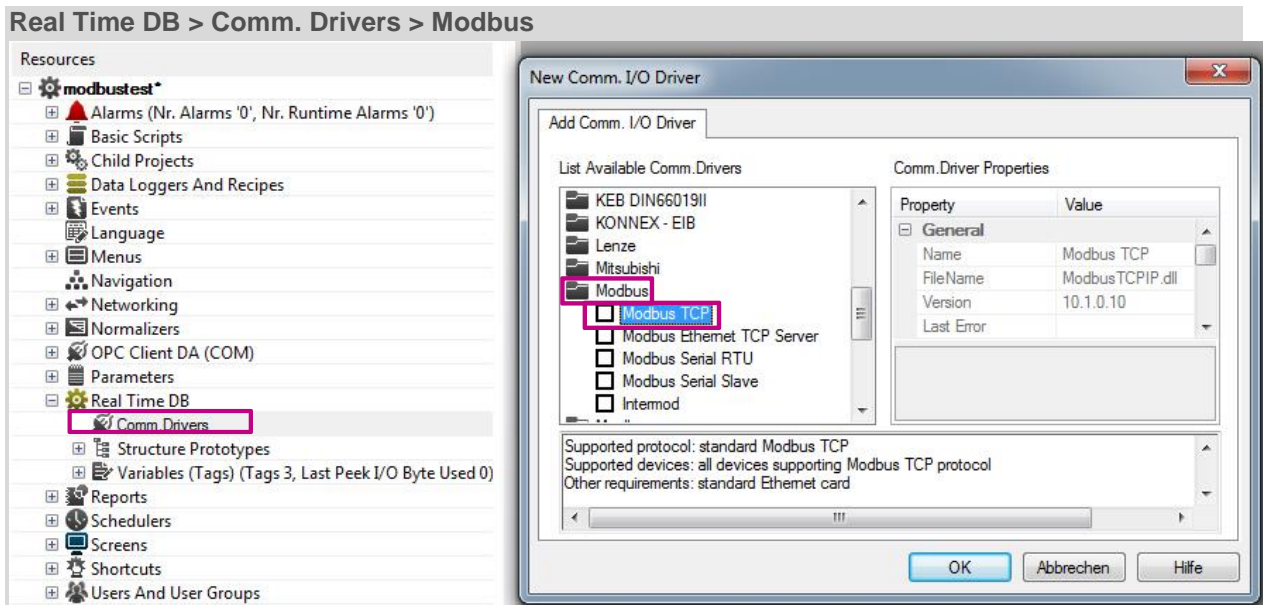 Real Time DB > Comm. Drivers > Modbus
Resources
modbustest*
Alarms (Nr. Alarms '0', Nr. Runtime Alarms '0')
Basic Scripts
Child Projects
Data Loggers And Recipes
Events
Language
Menus
Navigation
Networking
Normalizers
OPC Client DA (COM)
Parameters
Real Time DB
Comm.Drivers
Structure Prototypes
Variables (Tags) (Tags 3, Last Peek I/O Byte Used 0)
Reports
Schedulers
Screens
Shortcuts
Users And User Groups
New Comm. I/O Driver
Add Comm. I/O Driver
List Available Comm.Drivers
KEB DIN66019II
KONNEX - EIB
Lenze
Mitsubishi
Modbus
Modbus TCP
Modbus Ethernet TCP Server
Modbus Serial RTU
Modbus Serial Slave
Intermod
Comm.Driver Properties
Property Value
General
Name Modbus TCP
FileName ModbusTCPIP.dll
Version 10.1.0.10
Last Error
Supported protocol: standard Modbus TCP
Supported devices: all devices supporting Modbus TCP protocol
Other requirements: standard Ethernet card
OK Abbrechen Hilfe